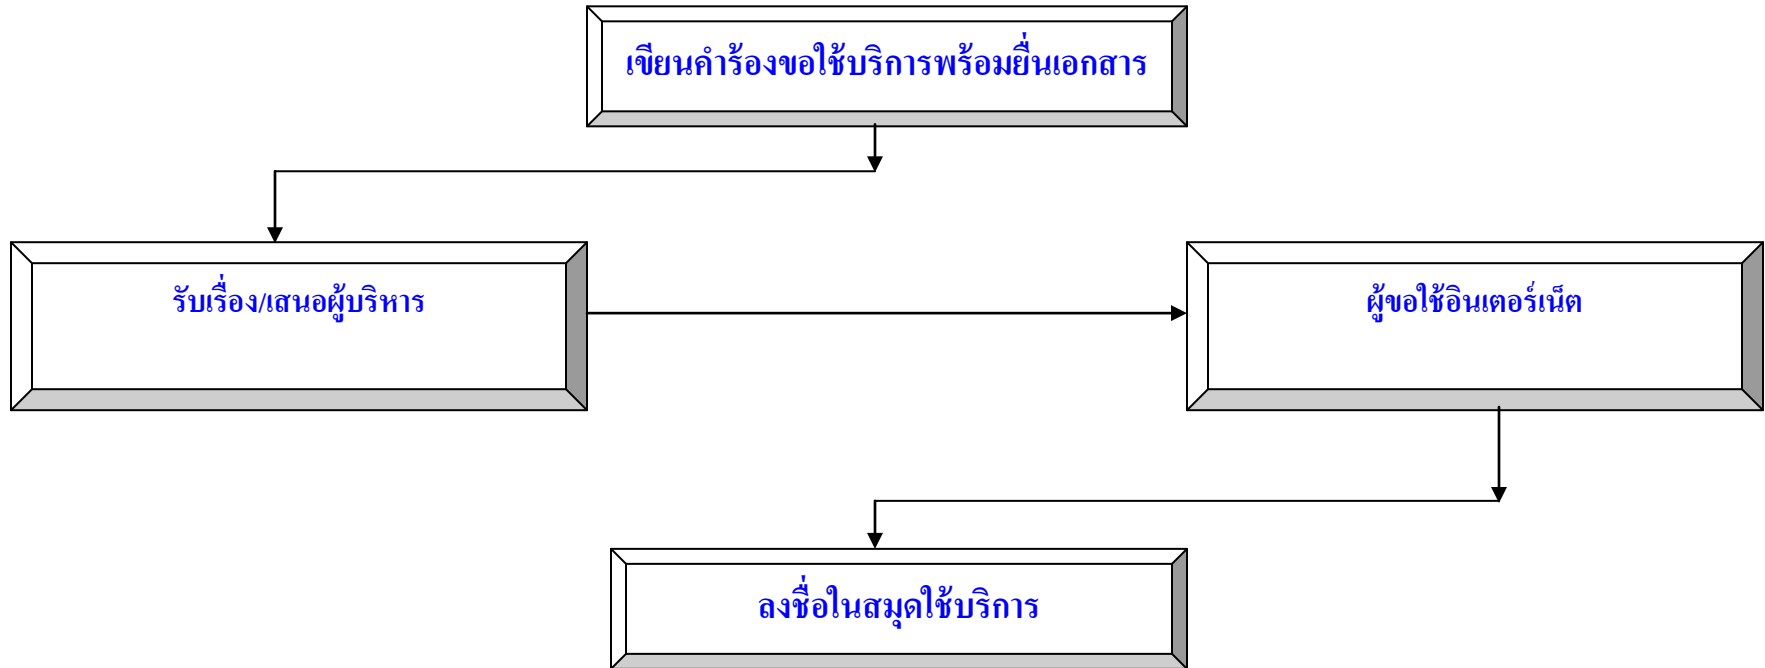 เขียนคำร้องขอใช้บริการพร้อมยื่นเอกสาร
รับเรื่อง/เสนอผู้บริหาร
ผู้ขอใช้อินเตอร์เน็ต
ลงชื่อในสมุดใช้บริการ